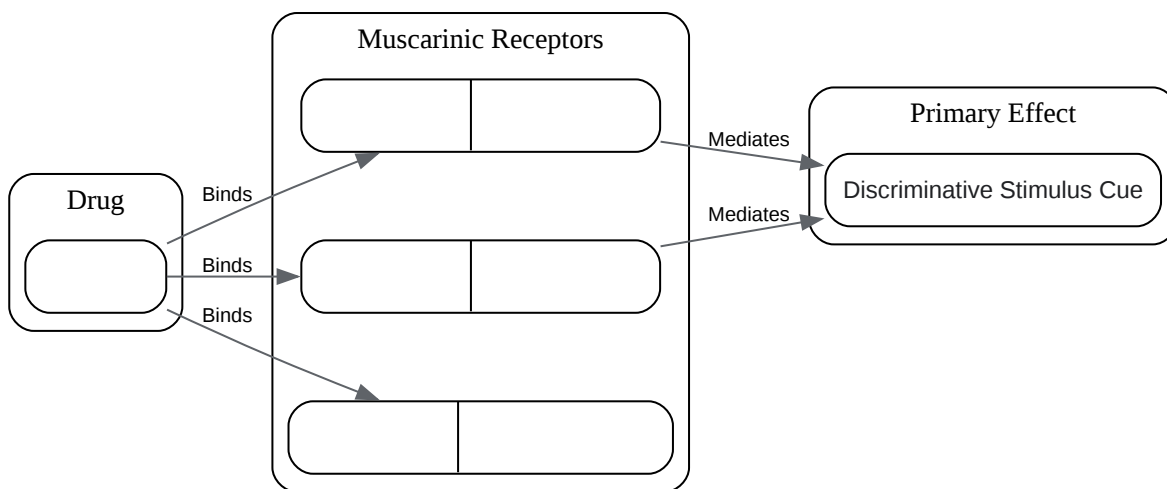 Muscarinic Receptors
Primary Effect
Mediates
Discriminative Stimulus Cue
Drug
Binds
Mediates
Binds
Binds